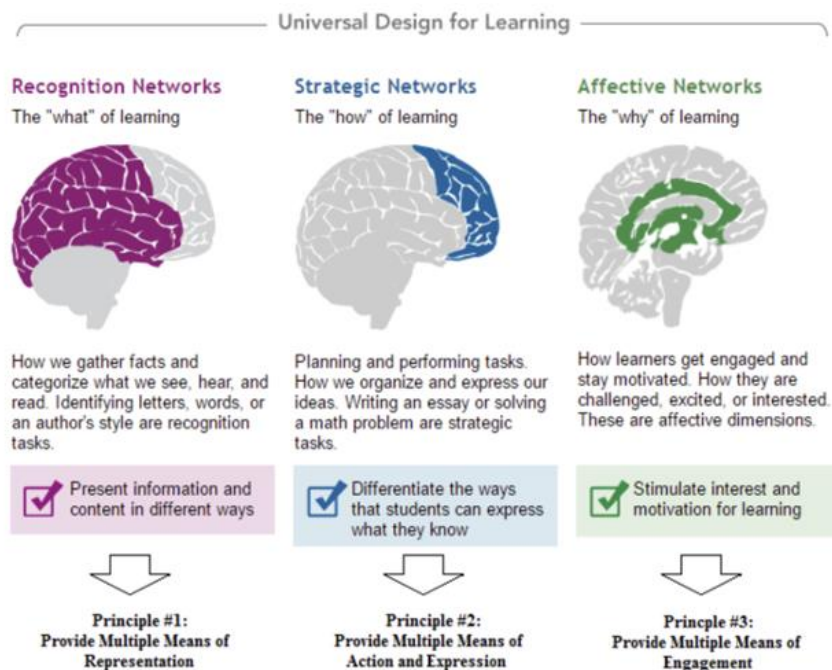 Universal Design for Learning
Recognition Networks
The "what" of learning
How we gather facts and
categorize what we see, hear, and
read. Identifying letters, words, or
an author's style are recognition
tasks.
Present information and
content in different ways
Principle #1:
Provide Multiple Means of
Representation
Strategic Networks
The "how" of learning
Planning and performing tasks.
How we organize and express our
ideas. Writing an essay or solving
a math problem are strategic
tasks.
Differentiate the ways
that students can express
what they know
Principle #2:
Provide Multiple Means of
Action and Expression
Affective Networks
The "why" of learning
How learners get engaged and
stay motivated. How they are
challenged, excited, or interested.
These are affective dimensions.
Stimulate interest and
motivation for learning
Princple #3:
Provide Multiple Means of
Engagement